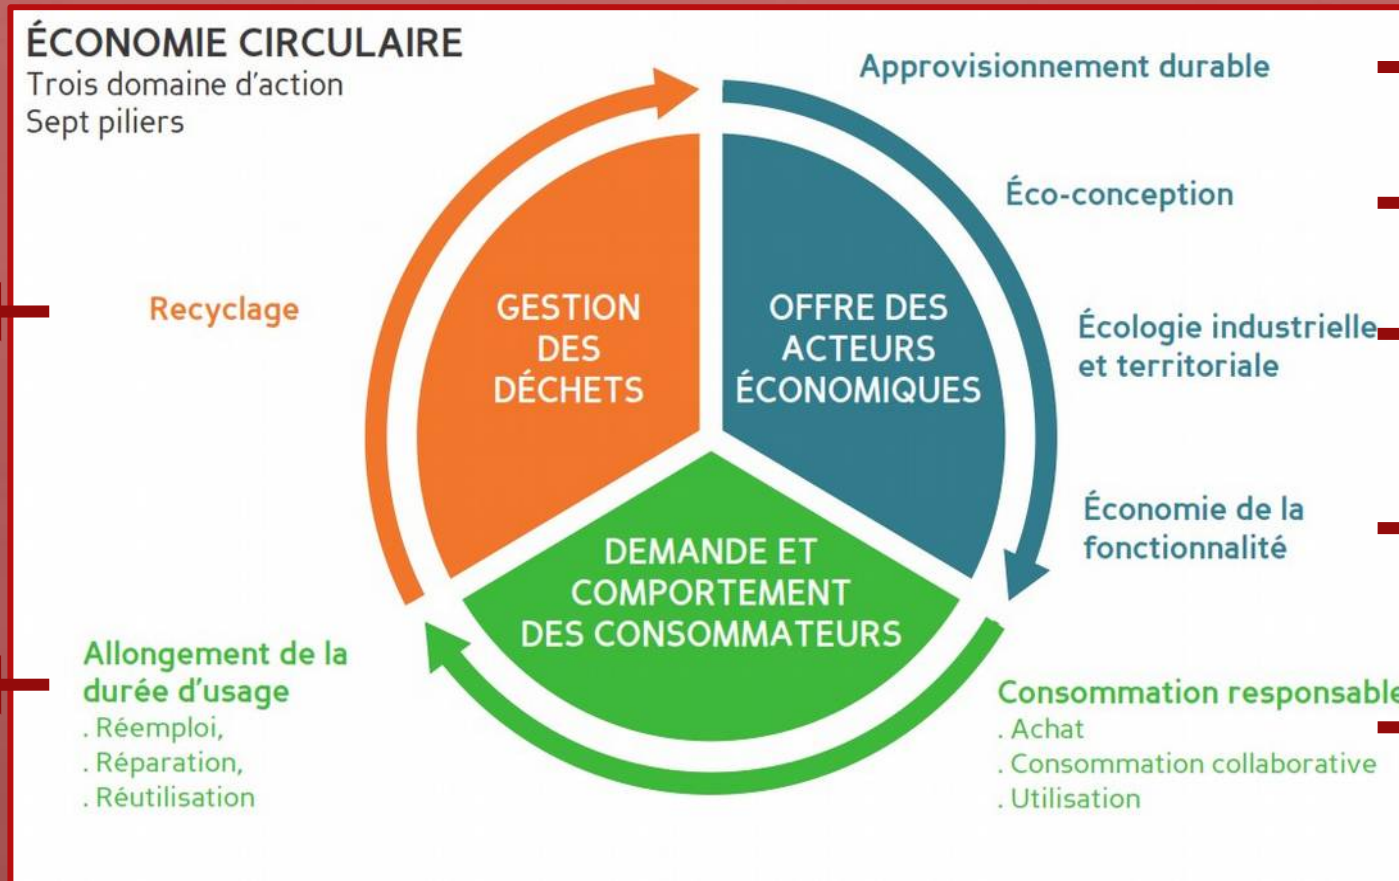 ÉCONOMIE CIRCULAIRE
Trois domaine d'action
Sept piliers
Approvisionnement durable
Éco-conception
Écologie industrielle
et territoriale
Économie de la
fonctionnalité
Recyclage
GESTION
DES
DÉCHETS
OFFRE DES
ACTEURS
ÉCONOMIQUES
DEMANDE ET
COMPORTEMENT
DES CONSOMMATEURS
Allongement de la
durée d'usage
. Réemploi,
. Réparation,
. Réutilisation
Consommation responsable
. Achat
. Consommation collaborative
. Utilisation